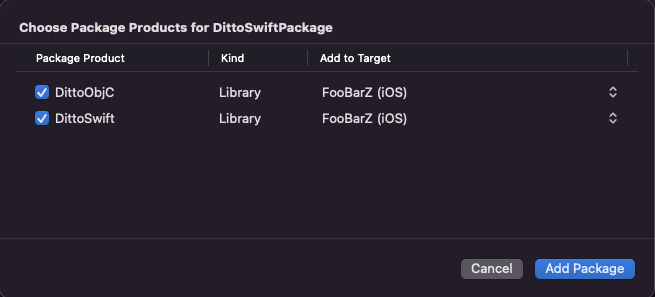 Choose Package Products for DittoSwiftPackage
Package Product Kind Add to Target
DittoObjC Library FooBarZ (iOS)
DittoSwift Library FooBarZ (iOS)
Cancel Add Package